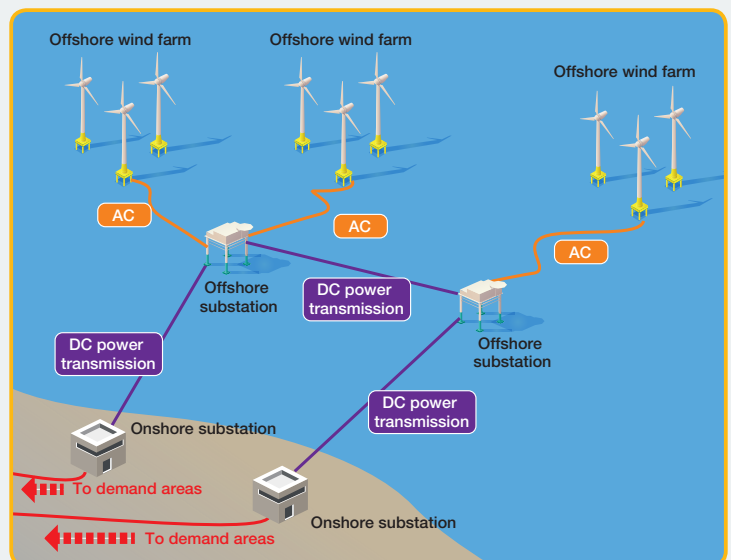 Offshore wind farm
Offshore wind farm
Offshore wind farm
AC
AC
AC
Offshore
substation
DC power
transmission
Offshore
substation
DC power
transmission
DC power
transmission
Onshore substation
To demand areas
Onshore substation
To demand areas